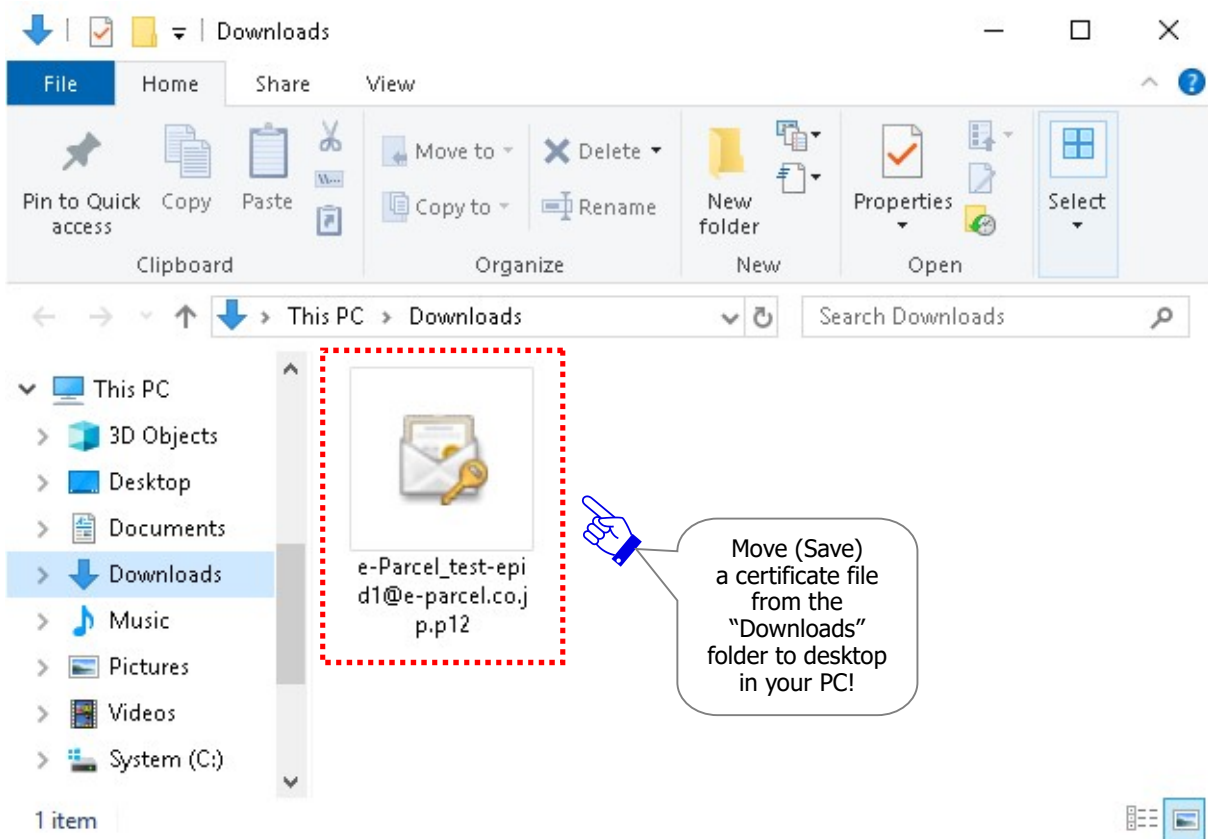 Downloads
File Home Share View
Pin to Quick access
Copy
Paste
W...
Move to
Copy to
Delete
Rename
New folder
Properties
Select
Clipboard Organize New Open
This PC > Downloads
Search Downloads
This PC
3D Objects
Desktop
Documents
Downloads
Music
Pictures
Videos
System (C:)
e-Parcel_test-epi
d1@e-parcel.co.j
p.p12
Move (Save)
a certificate file
from the
“Downloads”
folder to desktop
in your PC!
1 item